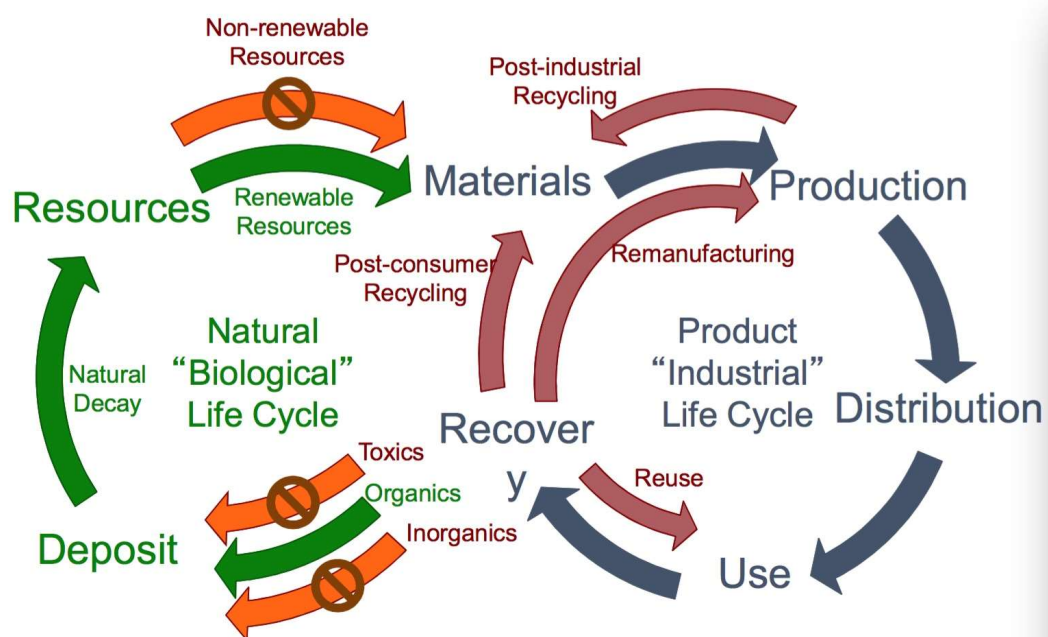 Non-renewable
Resources
Post-industrial
Recycling
Materials
Production
Resources
Renewable
Resources
Remanufacturing
Post-consumer
Recycling
Natural
"Biological"
Life Cycle
Product
"Industrial"
Life Cycle
Natural
Decay
Distribution
Recover
y
Toxics
Organics
Inorganics
Reuse
Deposit
Use